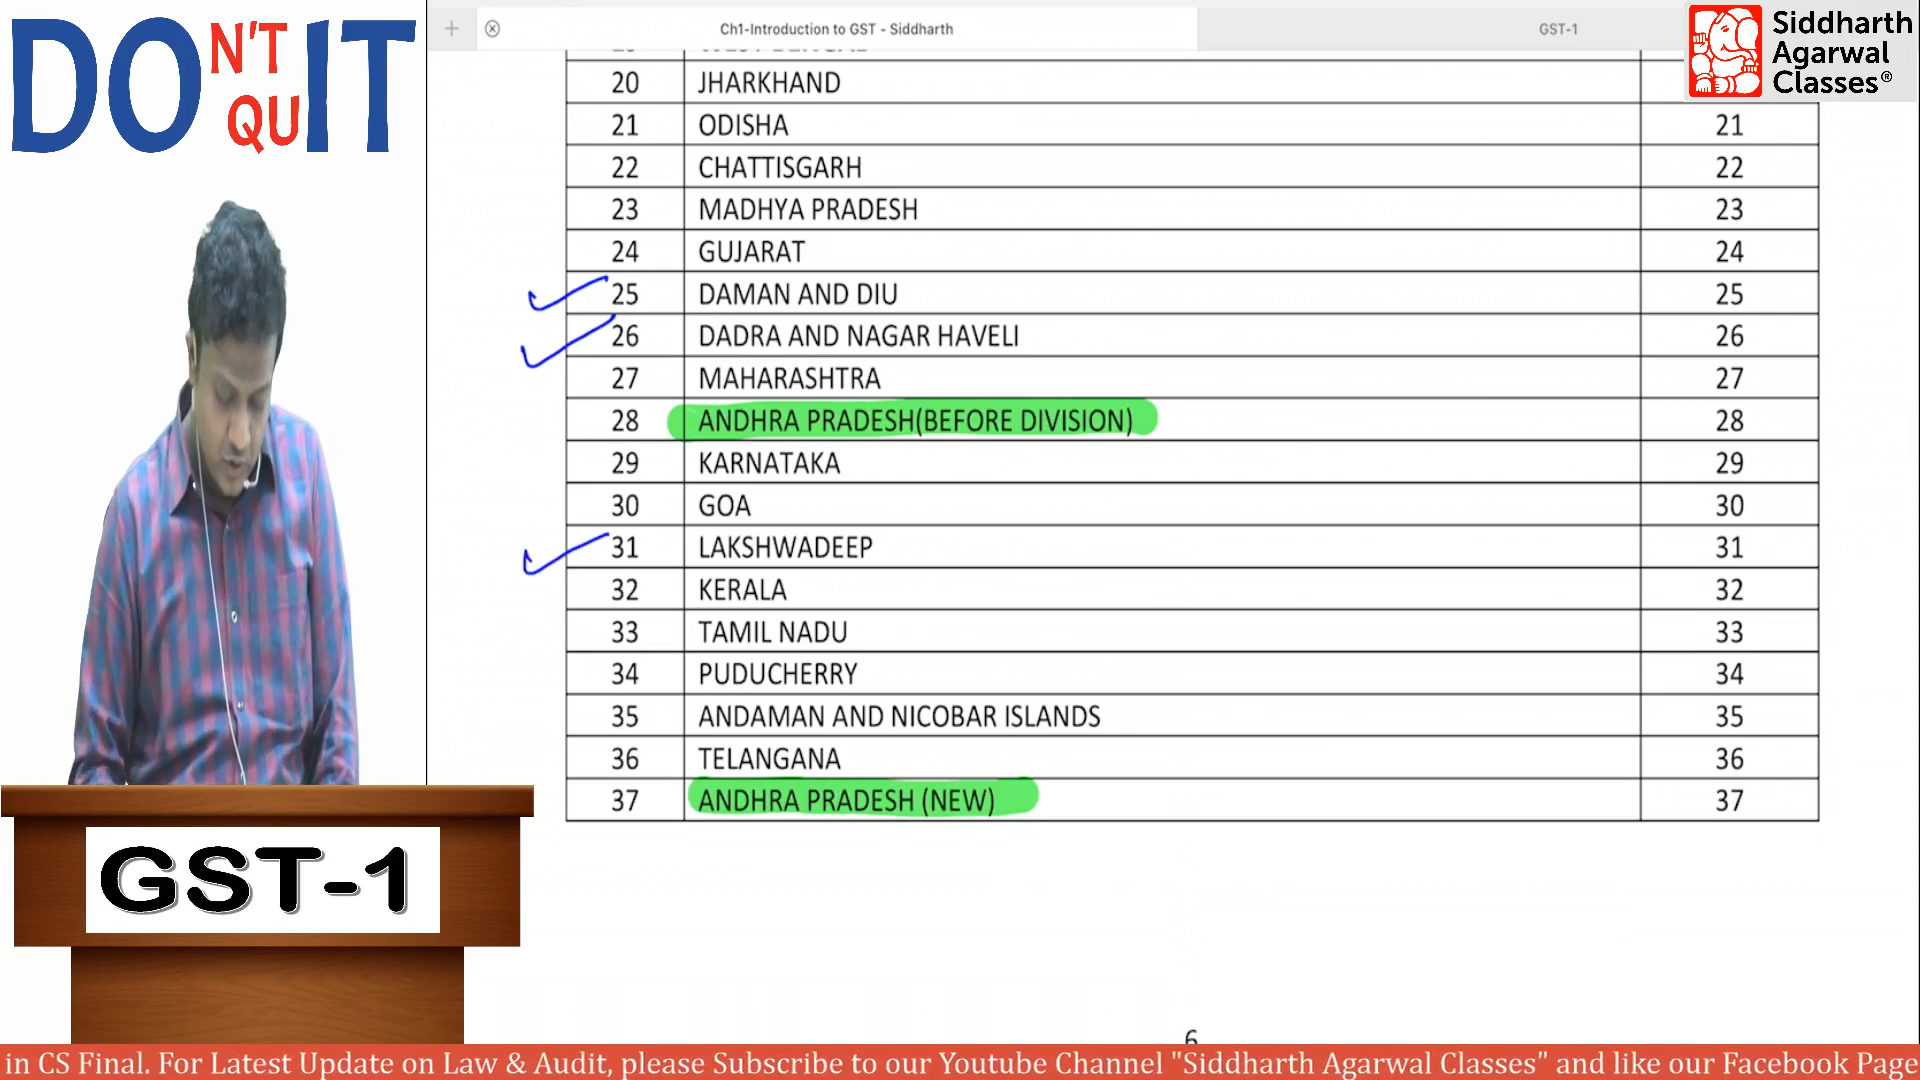 DON'T QUIT
Ch1-Introduction to GST - Siddharth
GST-1
Siddharth
Agarwal
Classes®
20 JHARKHAND
21 ODISHA 21
22 CHATTISGARH 22
23 MADHYA PRADESH 23
24 GUJARAT 24
25 DAMAN AND DIU 25
26 DADRA AND NAGAR HAVELI 26
27 MAHARASHTRA 27
28 ANDHRA PRADESH(BEFORE DIVISION) 28
29 KARNATAKA 29
30 GOA 30
31 LAKSHWADEEP 31
32 KERALA 32
33 TAMIL NADU 33
34 PUDUCHERRY 34
35 ANDAMAN AND NICOBAR ISLANDS 35
36 TELANGANA 36
37 ANDHRA PRADESH (NEW) 37
GST-1
6
in CS Final. For Latest Update on Law & Audit, please Subscribe to our Youtube Channel "Siddharth Agarwal Classes" and like our Facebook Page